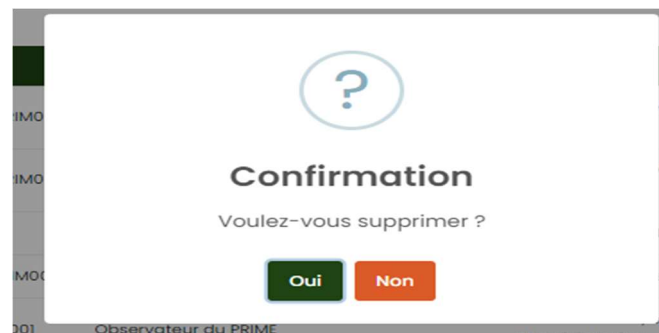 ?
Confirmation
Voulez-vous supprimer ?
Oui Non
Observateur du PRIME